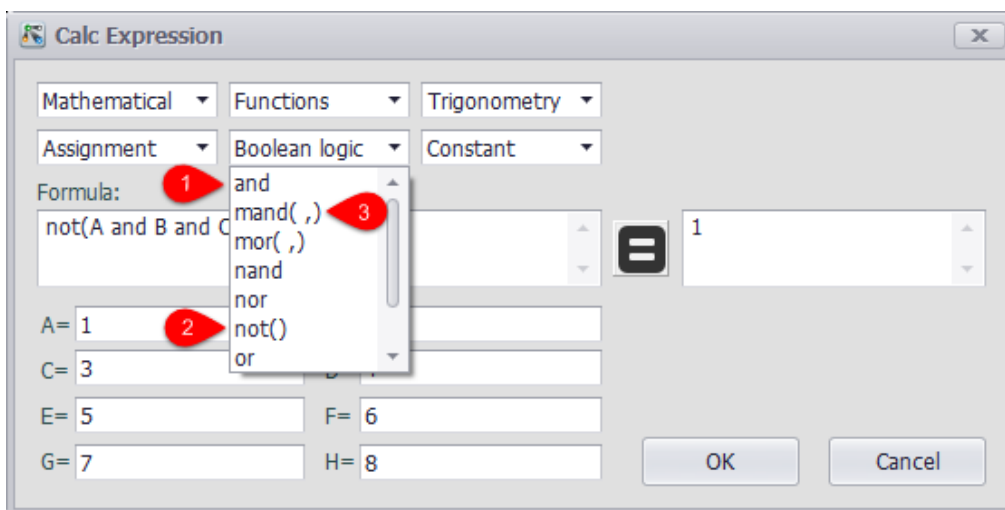 Calc Expression
Mathematical Functions Trigonometry
Assignment Boolean logic Constant
1 and
Formula:
mand( ,) 3
not(A and B and
mor( ,)
1
nand
nor
A= 1
2 not()
or
C= 3
E= 5 F= 6
G= 7 H= 8
OK Cancel